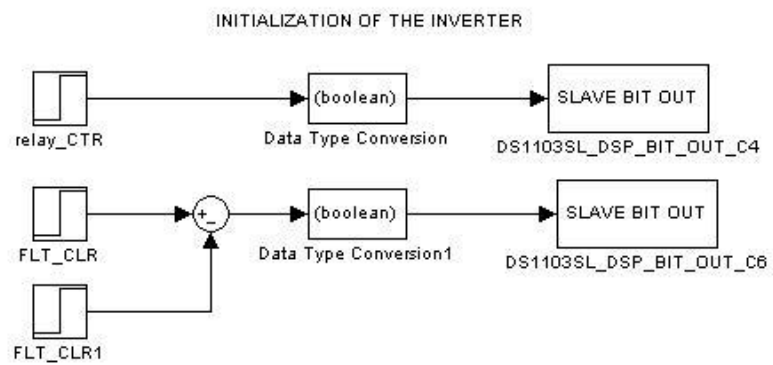 INITIALIZATION OF THE INVERTER
relay_CTR
(boolean)
Data Type Conversion
SLAVE BIT OUT
DS1103SL_DSP_BIT_OUT_C4
FLT_CLR
+
-
(boolean)
Data Type Conversion1
SLAVE BIT OUT
DS1103SL_DSP_BIT_OUT_C6
FLT_CLR1